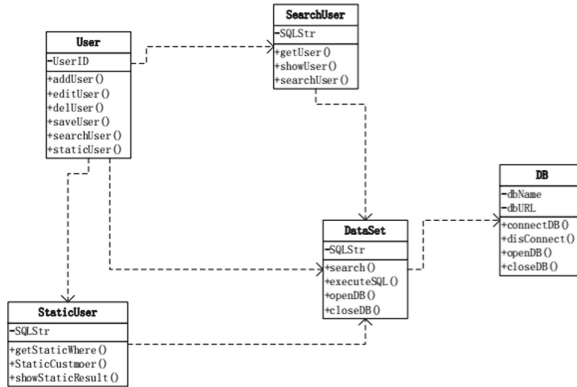 SearchUser
-SQLStr
+getUser()
+showUser()
+searchUser()
User
-UserID
+addUser()
+editUser()
+delUser()
+saveUser()
+searchUser()
+staticUser()
DB
-dbName
-dbURL
+connectDB()
+disConnect()
+openDB()
+closeDB()
DataSet
-SQLStr
+search()
+executeSQL()
+openDB()
+closeDB()
StaticUser
-SQLStr
+getStaticWhere()
+StaticCustmoer()
+showStaticResult()